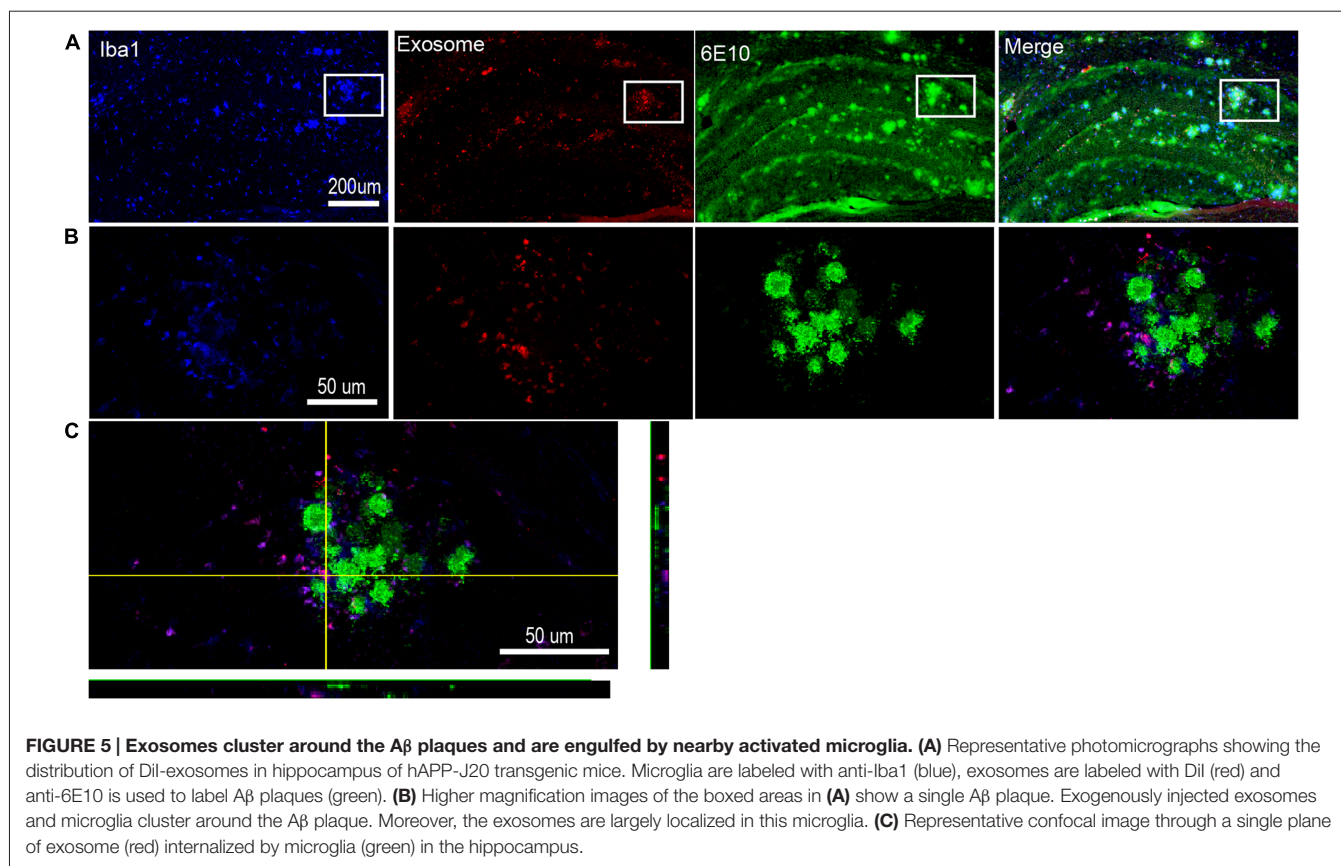 A
Iba1
Exosome
6E10
Merge
200um
B
50 um
C
50 um
FIGURE 5 | Exosomes cluster around the Aβ plaques and are engulfed by nearby activated microglia. (A) Representative photomicrographs showing the
distribution of DiI-exosomes in hippocampus of hAPP-J20 transgenic mice. Microglia are labeled with anti-Iba1 (blue), exosomes are labeled with DiI (red) and
anti-6E10 is used to label Aβ plaques (green). (B) Higher magnification images of the boxed areas in (A) show a single Aβ plaque. Exogenously injected exosomes
and microglia cluster around the Aβ plaque. Moreover, the exosomes are largely localized in this microglia. (C) Representative confocal image through a single plane
of exosome (red) internalized by microglia (green) in the hippocampus.